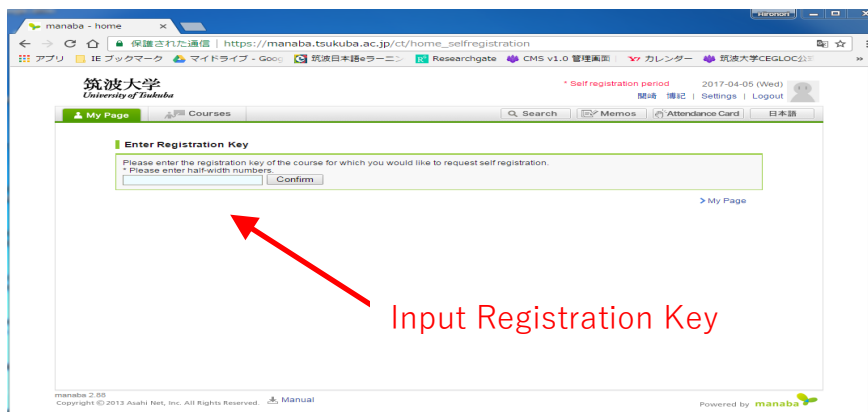 Hironori
manaba - home ×
保護された通信 | https://manaba.tsukuba.ac.jp/ct/home_selfregistration
アプリ IE ブックマーク マイドライブ - Goog 筑波日本語eラーニン Researchgate CMS v1.0 管理画面 カレンダー 筑波大学CEGLOC公式 »
筑波大学
University of Tsukuba
* Self registration period 2017-04-05 (Wed)
関崎 博紀 | Settings | Logout
My Page Courses Search Memos Attendance Card 日本語
Enter Registration Key
Please enter the registration key of the course for which you would like to request self registration.
* Please enter half-width numbers.
Confirm
> My Page
Input Registration Key
manaba 2.88
Copyright © 2013 Asahi Net, Inc. All Rights Reserved. Manual
Powered by manaba